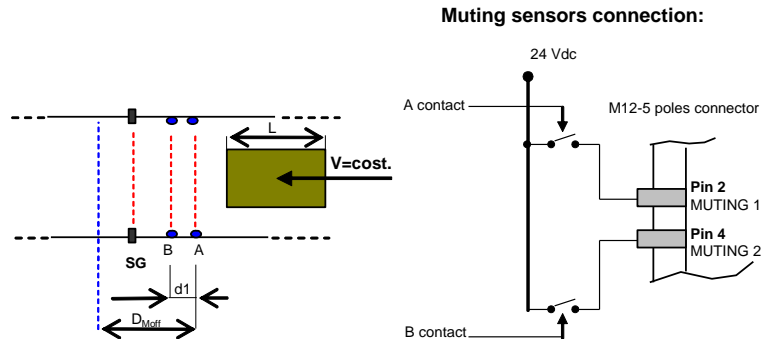 Muting sensors connection:
24 Vdc
A contact
M12-5 poles connector
L
V=cost.
Pin 2
MUTING 1
Pin 4
MUTING 2
B A
SG
d1
DMoff
B contact